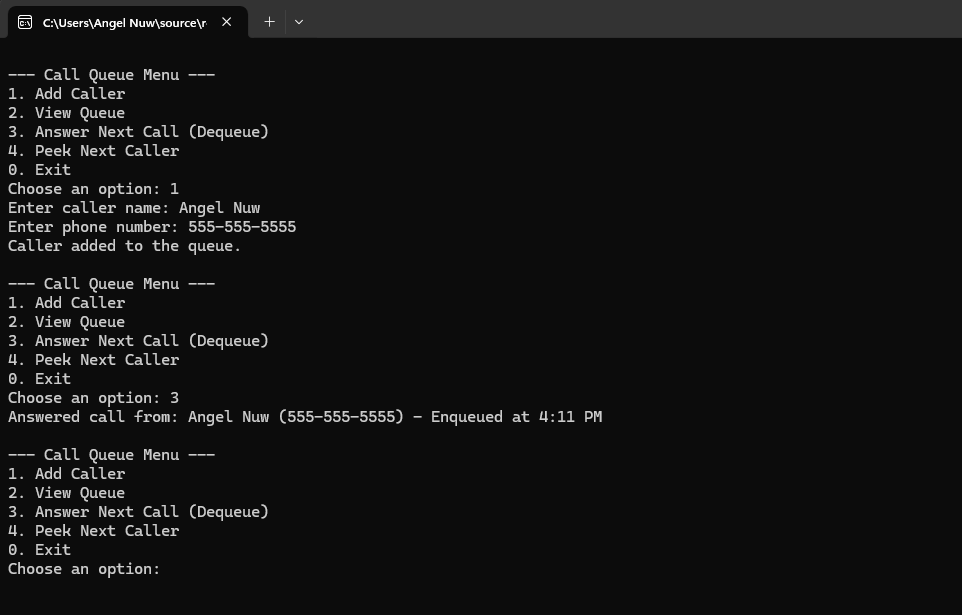 C:\Users\Angel Nuw\source\r
--- Call Queue Menu ---
1. Add Caller
2. View Queue
3. Answer Next Call (Dequeue)
4. Peek Next Caller
0. Exit
Choose an option: 1
Enter caller name: Angel Nuw
Enter phone number: 555-555-5555
Caller added to the queue.
--- Call Queue Menu ---
1. Add Caller
2. View Queue
3. Answer Next Call (Dequeue)
4. Peek Next Caller
0. Exit
Choose an option: 3
Answered call from: Angel Nuw (555-555-5555) - Enqueued at 4:11 PM
--- Call Queue Menu ---
1. Add Caller
2. View Queue
3. Answer Next Call (Dequeue)
4. Peek Next Caller
0. Exit
Choose an option: